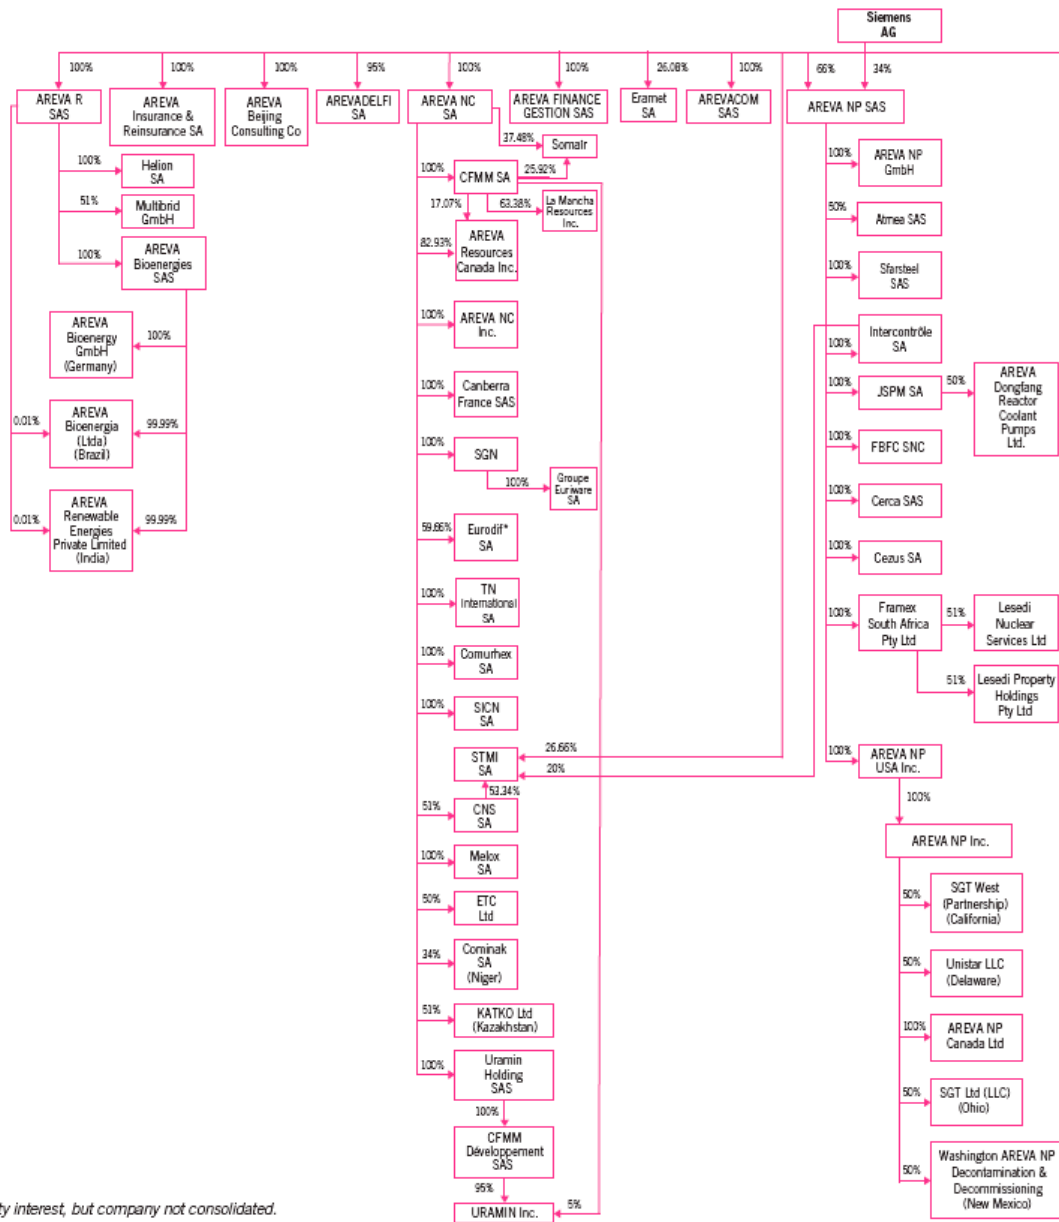 Siemens
AG
100%
100%
100%
95%
100%
100%
26.08%
100%
66%
34%
AREVA R
SAS
AREVA
Insurance &
Reinsurance SA
AREVA
Beijing
Consulting Co
AREVADELFI
SA
AREVA NC
SA
AREVA FINANCE
GESTION SAS
Eramet
SA
AREVACOM
SAS
AREVA NP SAS
100%
Helion
SA
51%
Multibrid
GmbH
100%
AREVA
Bioenergies
SAS
AREVA
Bioenergy
GmbH
(Germany)
100%
0.01%
AREVA
Bioenergia
(Ltda)
(Brazil)
99.99%
0.01%
AREVA
Renewable
Energies
Private Limited
(India)
99.99%
37.48%
Somair
100%
CFMM SA
25.92%
17.07%
63.38%
La Mancha
Resources
Inc.
82.93%
AREVA
Resources
Canada Inc.
100%
AREVA NC
Inc.
100%
Canberra
France SAS
100%
SGN
100%
Groupe
Euriware
SA
59.66%
Eurodif*
SA
100%
TN
International
SA
100%
Comurhex
SA
100%
SICN
SA
STMI
SA
26.66%
20%
53.34%
51%
CNS
SA
100%
Melox
SA
50%
ETC
Ltd
34%
Cominak
SA
(Niger)
51%
KATKO Ltd
(Kazakhstan)
100%
Uramin
Holding
SAS
100%
CFMM
Développement
SAS
95%
URAMIN Inc.
5%
100%
AREVA NP
GmbH
50%
Atmea SAS
100%
Sfarsteel
SAS
Intercontrôle
SA
100%
100%
JSPM SA
50%
AREVA
Dongfang
Reactor
Coolant
Pumps
Ltd.
100%
FBFC SNC
100%
Cerca SAS
100%
Cezus SA
100%
Framex
South Africa
Pty Ltd
51%
Lesedi
Nuclear
Services Ltd
51%
Lesedi Property
Holdings
Pty Ltd
100%
AREVA NP
USA Inc.
100%
AREVA NP Inc.
50%
SGT West
(Partnership)
(California)
50%
Unistar LLC
(Delaware)
100%
AREVA NP
Canada Ltd
50%
SGT Ltd (LLC)
(Ohio)
50%
Washington AREVA NP
Decontamination &
Decommissioning
(New Mexico)
ty interest, but company not consolidated.